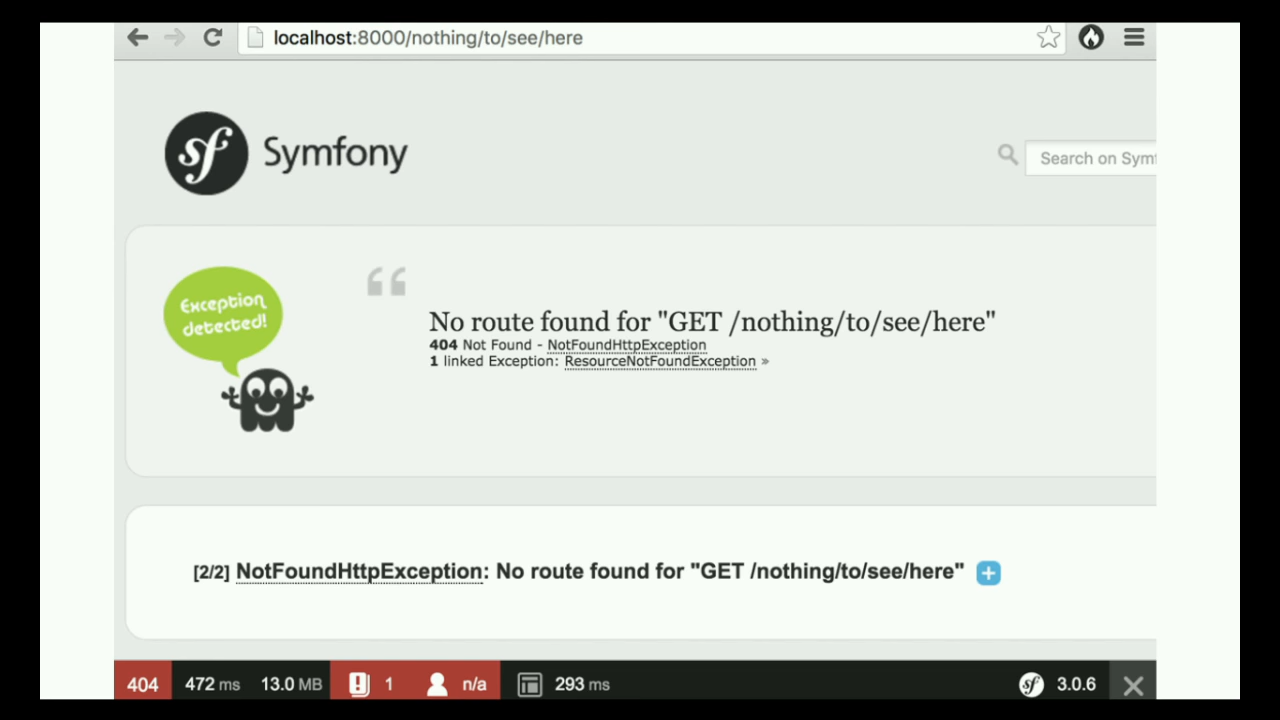 localhost:8000/nothing/to/see/here
sf Symfony
Search on Symf
Exception
detected!
“
No route found for "GET /nothing/to/see/here"
404 Not Found - NotFoundHttpException
1 linked Exception: ResourceNotFoundException »
[2/2] NotFoundHttpException: No route found for "GET /nothing/to/see/here" +
404 472 ms 13.0 MB 1 n/a 293 ms sf 3.0.6